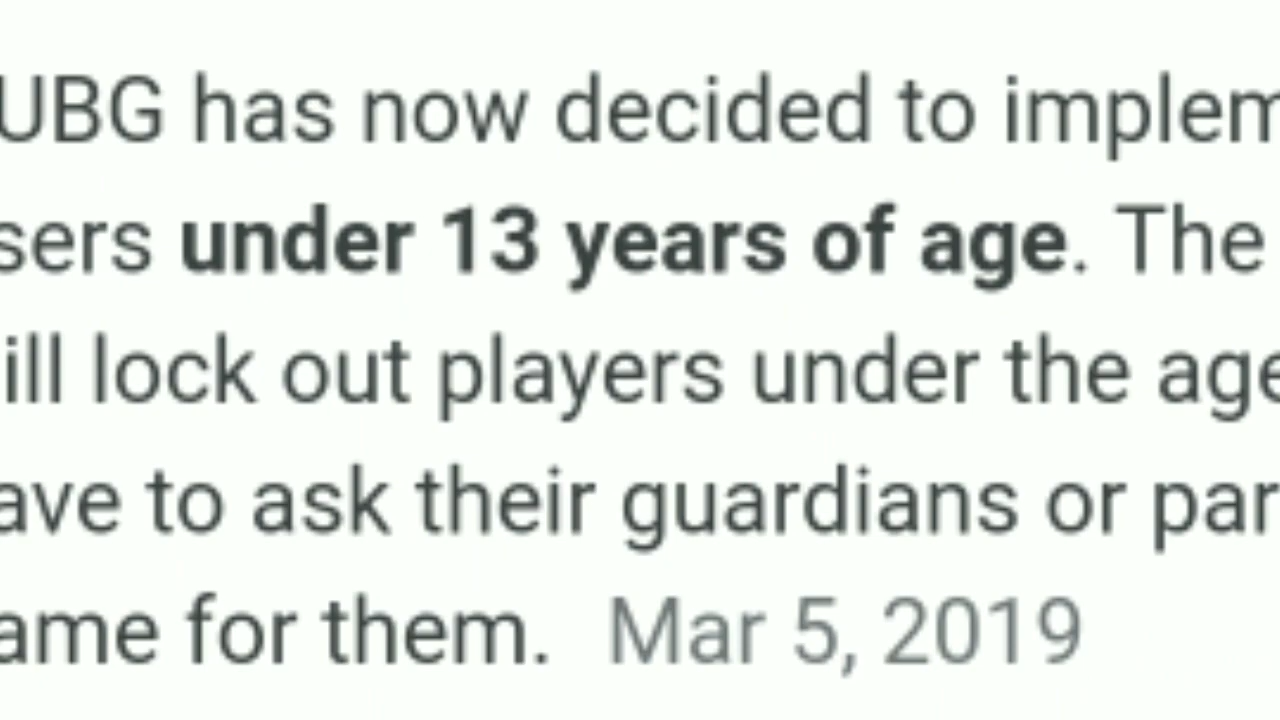 UBG has now decided to implem
sers under 13 years of age. The
ill lock out players under the age
ave to ask their guardians or par
ame for them. Mar 5, 2019